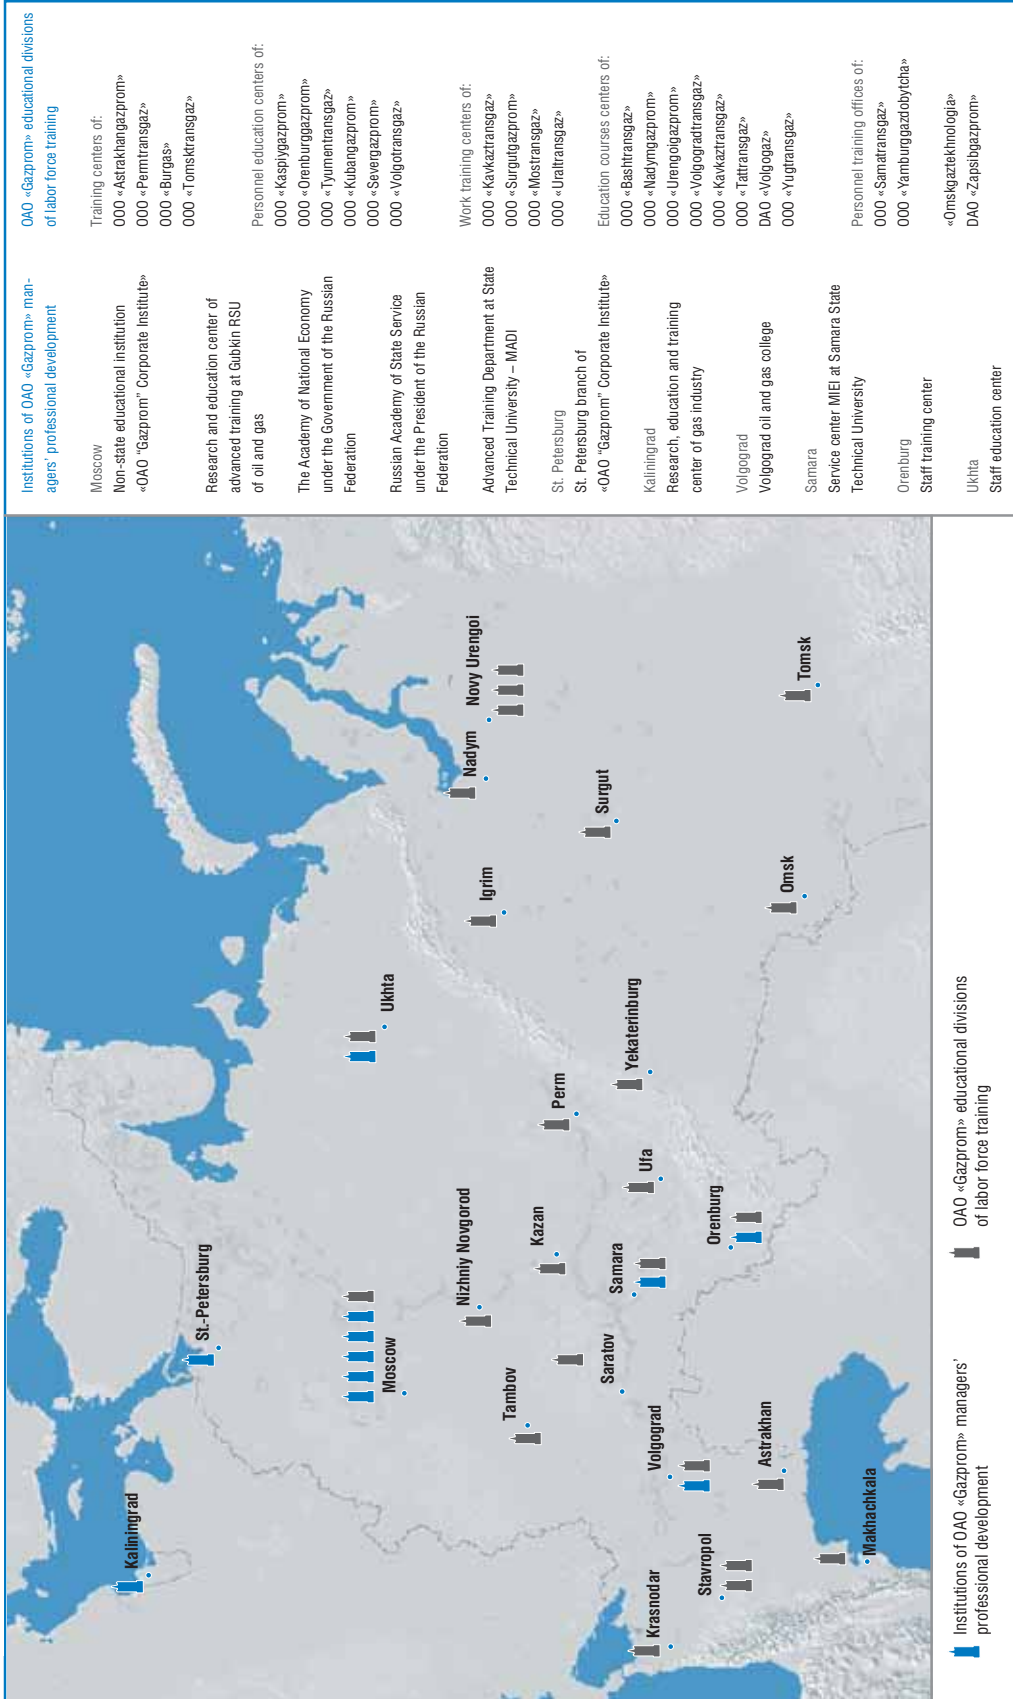 Institutions of OAO «Gazprom» man-
agers' professional development
Moscow
Non-state educational institution
«OAO "Gazprom" Corporate Institute»
Research and education center of
advanced training at Gubkin RSU
of oil and gas
The Academy of National Economy
under the Government of the Russian
Federation
Russian Academy of State Service
under the President of the Russian
Federation
Advanced Training Department at State
Technical University – MADI
St. Petersburg
St. Petersburg branch of
«OAO "Gazprom" Corporate Institute»
Kaliningrad
Research, education and training
center of gas industry
Volgograd
Volgograd oil and gas college
Samara
Service center MIEI at Samara State
Technical University
Orenburg
Staff training center
Ukhta
Staff education center
OAO «Gazprom» educational divisions
of labor force training
Training centers of:
OOO «Astrakhangazprom»
OOO «Permtransgaz»
OOO «Burgas»
OOO «Tomsktransgaz»
Personnel education centers of:
OOO «Kaspiygazprom»
OOO «Orenburggazprom»
OOO «Tyumentransgaz»
OOO «Kubangazprom»
OOO «Severgazprom»
OOO «Volgotransgaz»
Work training centers of:
OOO «Kavkaztransgaz»
OOO «Surgutgazprom»
OOO «Mostransgaz»
OOO «Uraltransgaz»
Education courses centers of:
OOO «Bashtransgaz»
OOO «Nadymgazprom»
OOO «Urengoigazprom»
OOO «Volgogradtransgaz»
OOO «Kavkaztransgaz»
OOO «Tattransgaz»
DAO «Volgogaz»
OOO «Yugtransgaz»
Personnel training offices of:
OOO «Samatransgaz»
OOO «Yamburgazdobytcha»
«Omskgaztekhnologia»
DAO «Zapsibgazprom»
Kaliningrad
St.-Petersburg
Moscow
Ukhta
Nizhniy Novgorod
Tambov
Kazan
Perm
Igrim
Nadym
Novy Urengoi
Surgut
Saratov
Samara
Ufa
Yekaterinburg
Krasnodar
Volgograd
Orenburg
Stavropol
Astrakhan
Omsk
Tomsk
Makhachkala
Institutions of OAO «Gazprom» managers'
professional development
OAO «Gazprom» educational divisions
of labor force training